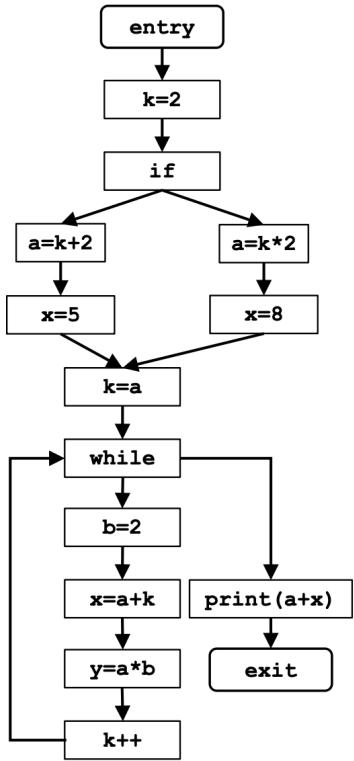 entry
k=2
if
a=k+2
a=k*2
x=5
x=8
k=a
while
b=2
x=a+k
print(a+x)
y=a*b
exit
k++